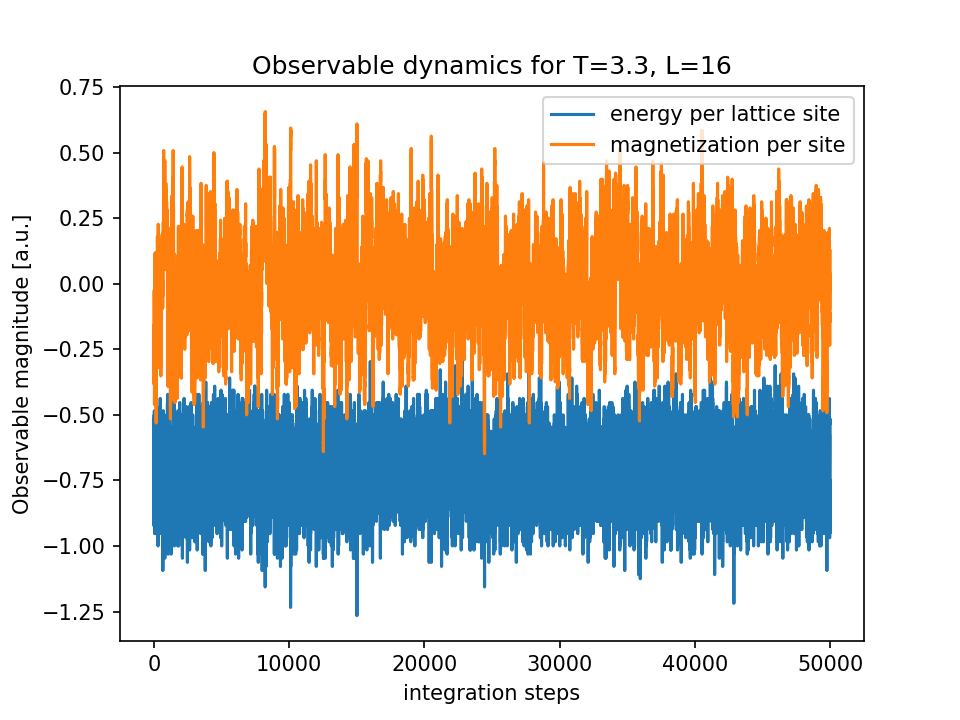 Observable dynamics for T=3.3, L=16
energy per lattice site
magnetization per site
Observable magnitude [a.u.]
0.75
0.50
0.25
0.00
−0.25
−0.50
−0.75
−1.00
−1.25
0 10000 20000 30000 40000 50000
integration steps